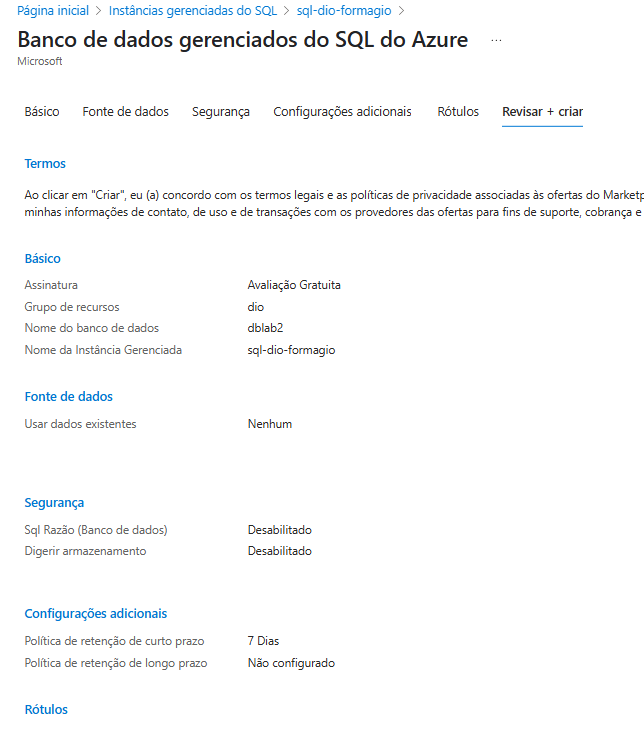 Página inicial > Instâncias gerenciadas do SQL > sql-dio-formagio >
Banco de dados gerenciados do SQL do Azure ...
Microsoft
Básico Fonte de dados Segurança Configurações adicionais Rótulos Revisar + criar
Termos
Ao clicar em "Criar", eu (a) concordo com os termos legais e as políticas de privacidade associadas às ofertas do Marketp
minhas informações de contato, de uso e de transações com os provedores das ofertas para fins de suporte, cobrança e
Básico
Assinatura Avaliação Gratuita
Grupo de recursos dio
Nome do banco de dados dblab2
Nome da Instância Gerenciada sql-dio-formagio
Fonte de dados
Usar dados existentes Nenhum
Segurança
Sql Razão (Banco de dados) Desabilitado
Digerir armazenamento Desabilitado
Configurações adicionais
Política de retenção de curto prazo 7 Dias
Política de retenção de longo prazo Não configurado
Rótulos